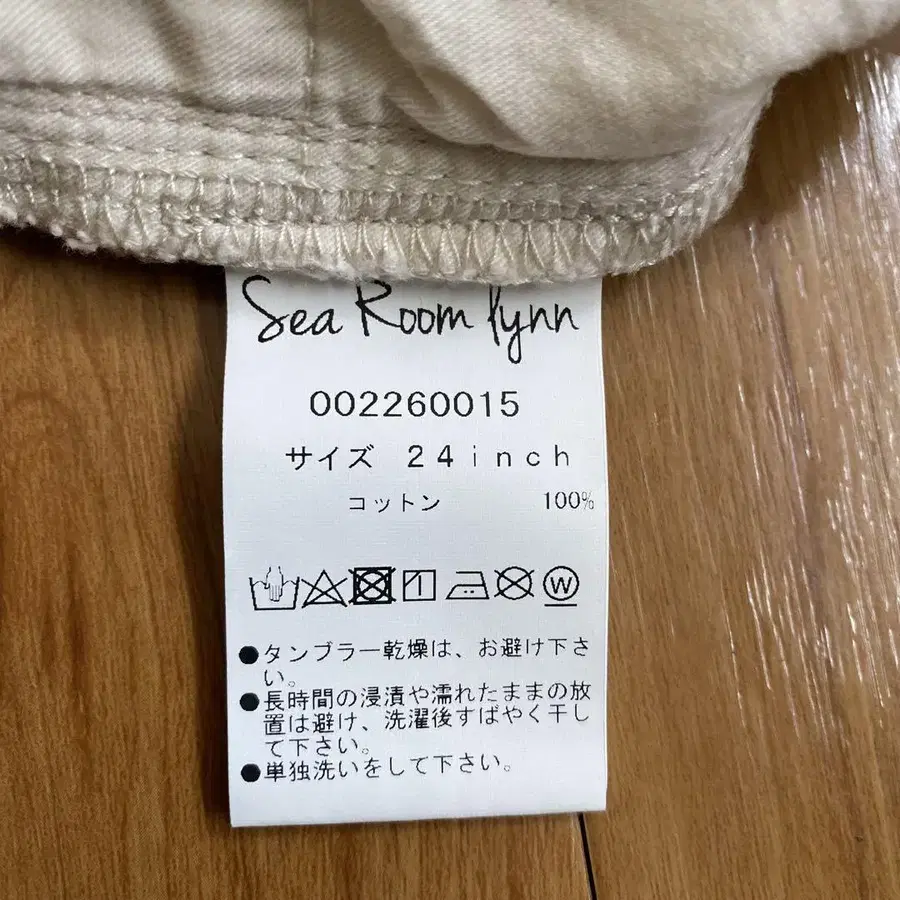 Sea Room lynn
002260015
サイズ 24inch
コットン 100%
W
●タンブラー乾燥は、お避け下さ
い。
●長時間の浸漬や濡れたままの放
置は避け、洗濯後すばやく干し
て下さい。
●単独洗いをして下さい。